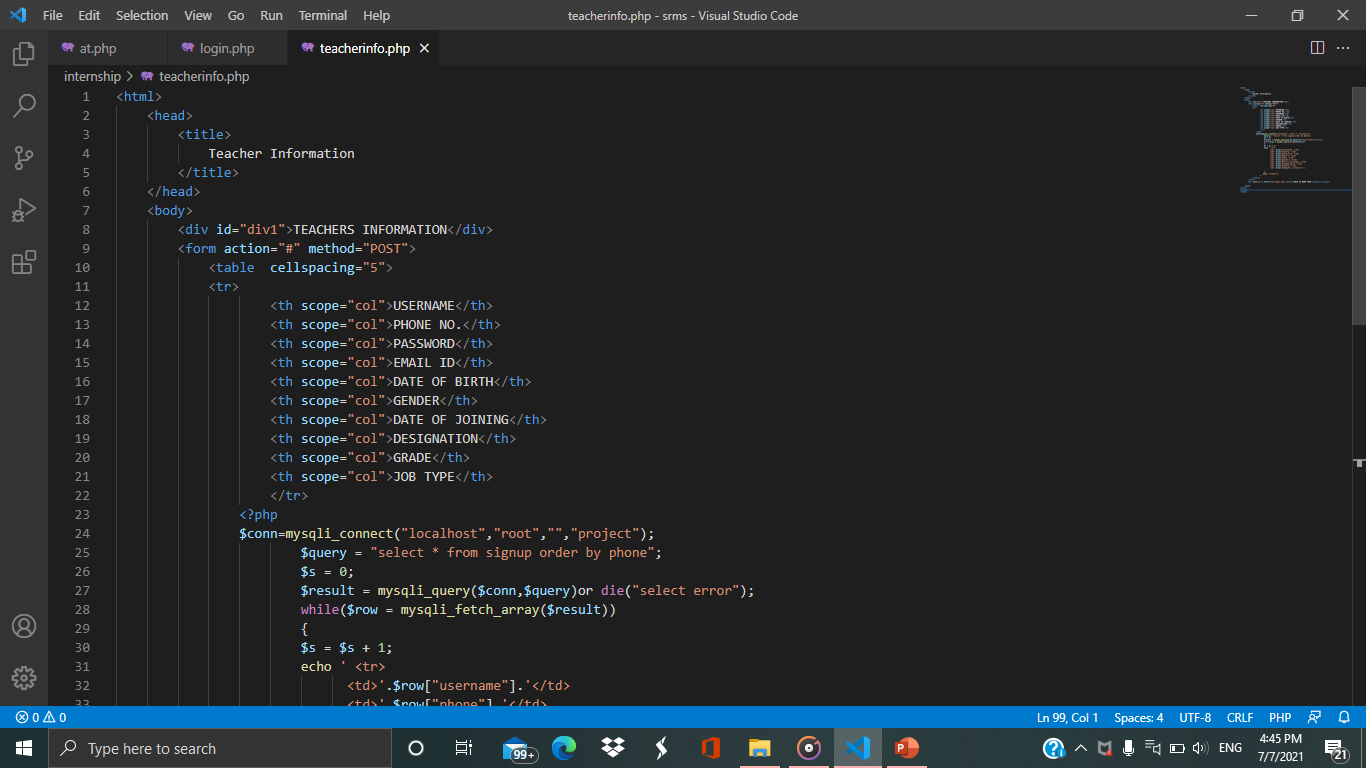 File Edit Selection View Go Run Terminal Help teacherinfo.php - srms - Visual Studio Code
at.php login.php teacherinfo.php
internship > teacherinfo.php
1 <html>
2 <head>
3 <title>
4 Teacher Information
5 </title>
6 </head>
7 <body>
8 <div id="div1">TEACHERS INFORMATION</div>
9 <form action="#" method="POST">
10 <table  cellspacing="5">
11 <tr>
12 <th scope="col">USERNAME</th>
13 <th scope="col">PHONE NO.</th>
14 <th scope="col">PASSWORD</th>
15 <th scope="col">EMAIL ID</th>
16 <th scope="col">DATE OF BIRTH</th>
17 <th scope="col">GENDER</th>
18 <th scope="col">DATE OF JOINING</th>
19 <th scope="col">DESIGNATION</th>
20 <th scope="col">GRADE</th>
21 <th scope="col">JOB TYPE</th>
22 </tr>
23 <?php
24 $conn=mysqli_connect("localhost","root","","project");
25 $query = "select * from signup order by phone";
26 $s = 0;
27 $result = mysqli_query($conn,$query)or die("select error");
28 while($row = mysqli_fetch_array($result))
29 {
30 $s = $s + 1;
31 echo ' <tr>
32 <td>'.$row["username"].'</td>
33 <td>'.$row["phone"].'</td>
0 0 Ln 99, Col 1 Spaces: 4 UTF-8 CRLF PHP
Type here to search 99+ ENG 4:45 PM
7/7/2021 21